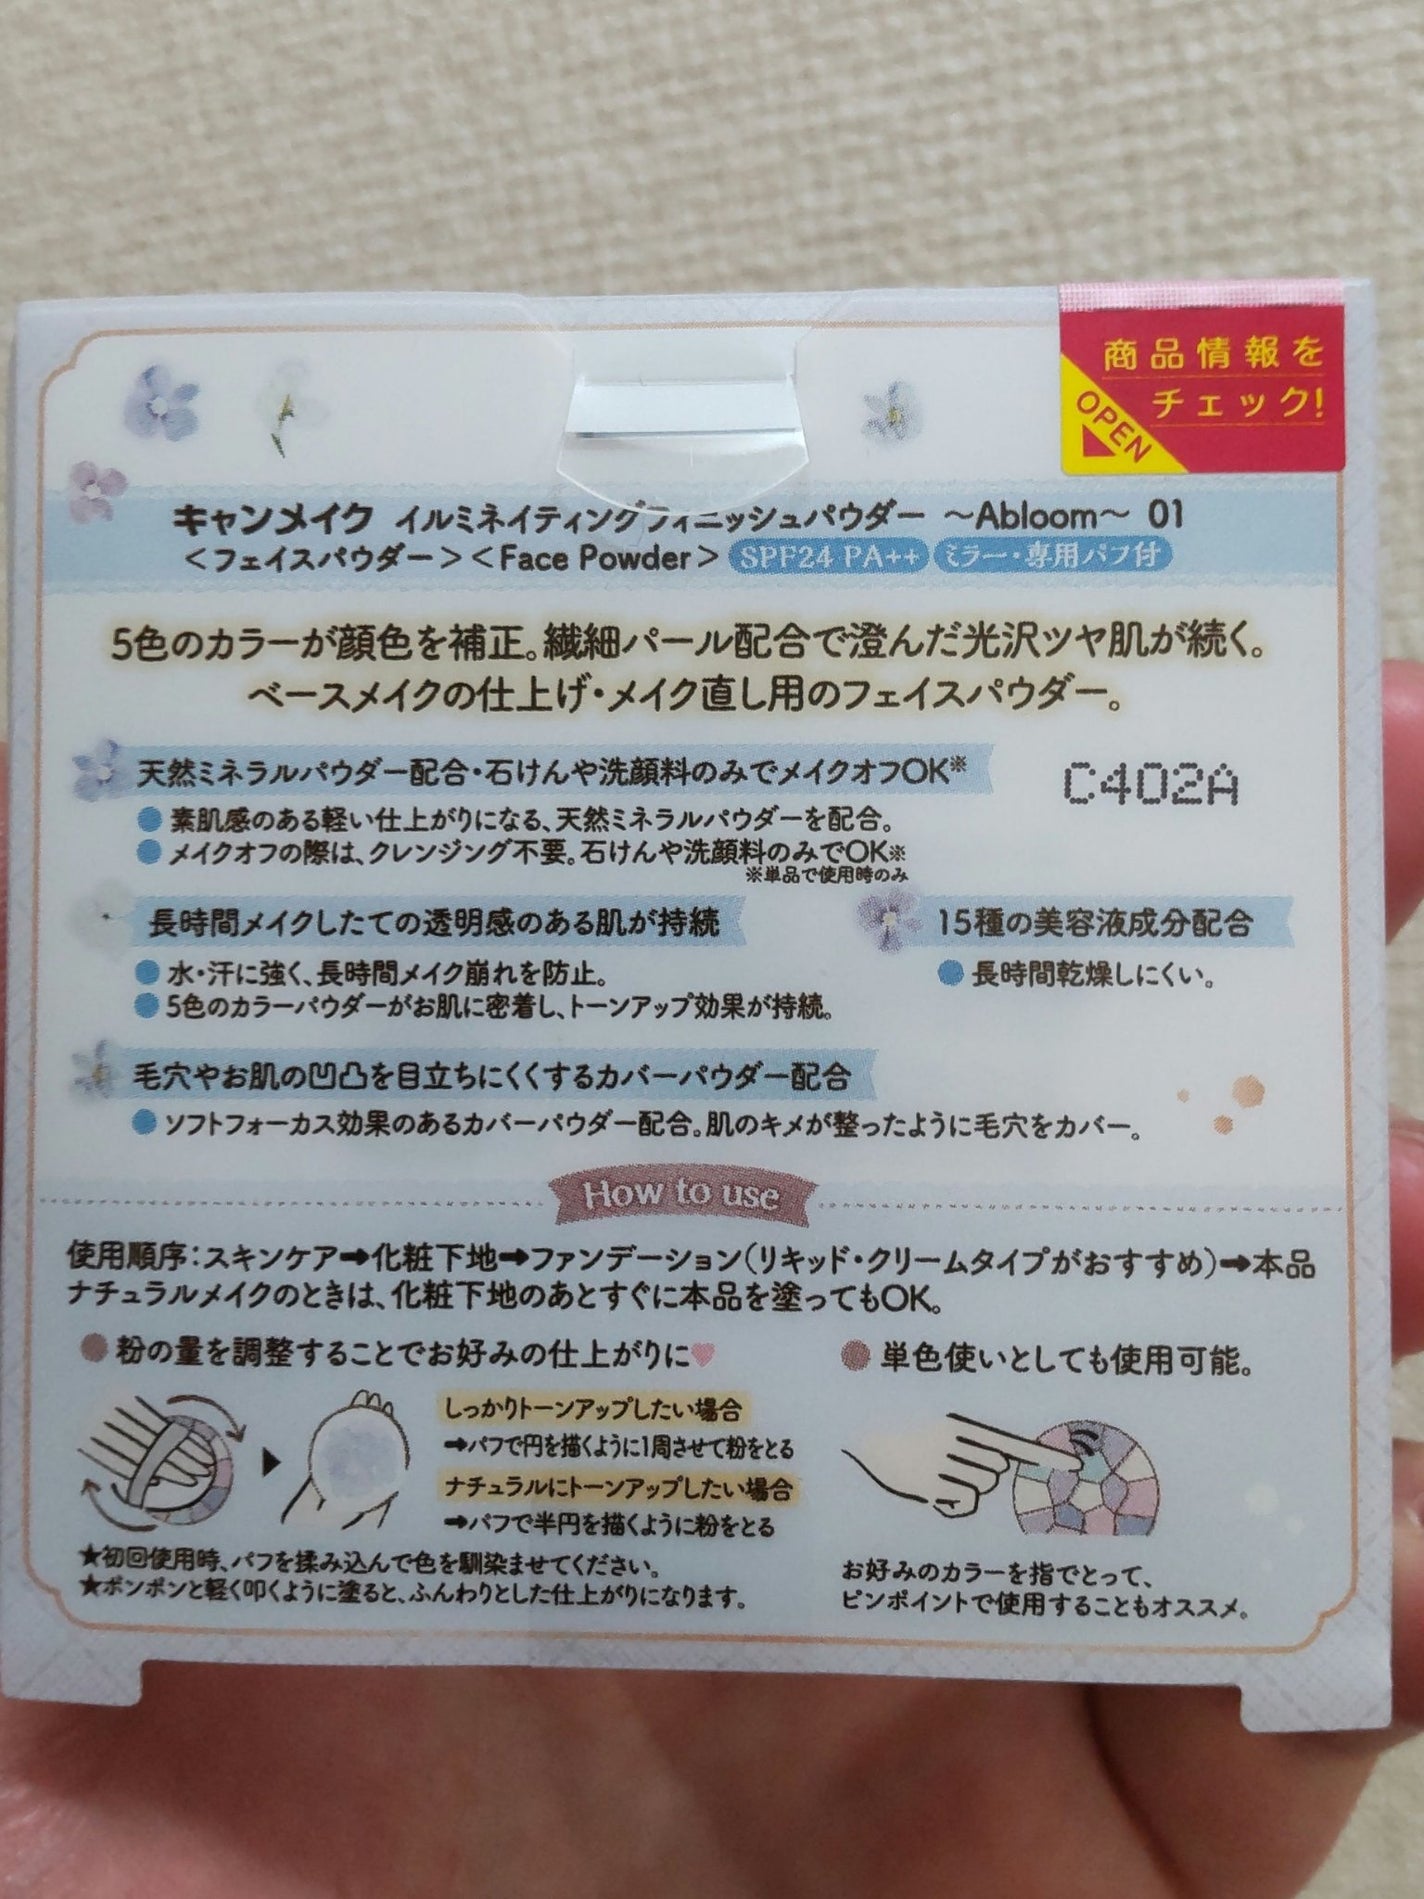 商品情報を
チェック!
OPEN
キャンメイク イルミネイティングフィニッシュパウダー ～Abloom～ 01
＜フェイスパウダー＞＜Face Powder＞ SPF24 PA++ ミラー・専用パフ付
5色のカラーが顔色を補正。繊細パール配合で澄んだ光沢ツヤ肌が続く。
ベースメイクの仕上げ・メイク直し用のフェイスパウダー。
天然ミネラルパウダー配合・石けんや洗顔料のみでメイクオフOK※
C402A
●素肌感のある軽い仕上がりになる、天然ミネラルパウダーを配合。
●メイクオフの際は、クレンジング不要。石けんや洗顔料のみでOK※
※単品で使用時のみ
長時間メイクしたての透明感のある肌が持続
●水・汗に強く、長時間メイク崩れを防止。
●5色のカラーパウダーがお肌に密着し、トーンアップ効果が持続。
15種の美容液成分配合
●長時間乾燥しにくい。
毛穴やお肌の凹凸を目立ちにくくするカバーパウダー配合
●ソフトフォーカス効果のあるカバーパウダー配合。肌のキメが整ったように毛穴をカバー。
How to use
使用順序：スキンケア➡化粧下地➡ファンデーション（リキッド・クリームタイプがおすすめ）➡本品
ナチュラルメイクのときは、化粧下地のあとすぐに本品を塗ってもOK。
●粉の量を調整することでお好みの仕上がりに♥
しっかりトーンアップしたい場合
➡パフで円を描くように1周させて粉をとる
ナチュラルにトーンアップしたい場合
➡パフで半円を描くように粉をとる
★初回使用時、パフを揉み込んで色を馴染ませてください。
★ポンポンと軽く叩くように塗ると、ふんわりとした仕上がりになります。
●単色使いとしても使用可能。
お好みのカラーを指でとって、
ピンポイントで使用することもオススメ。